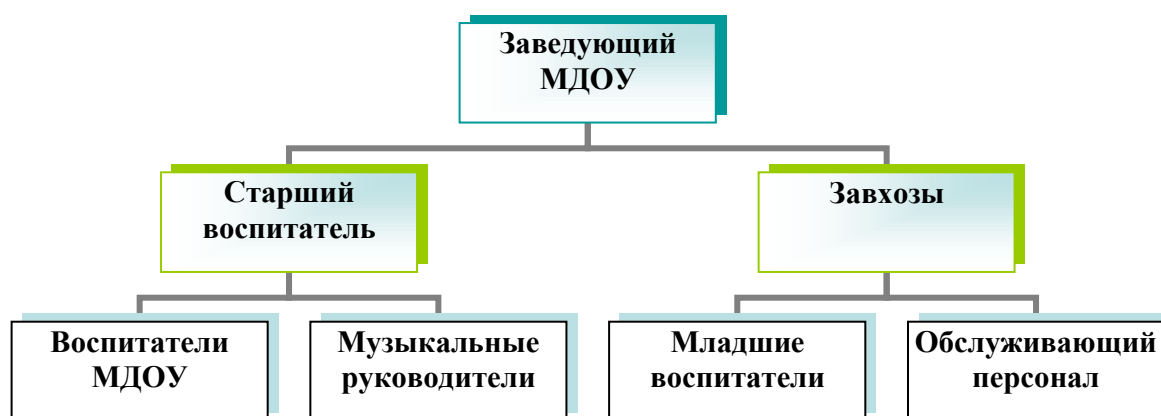 Заведующий
МДОУ
Старший
воспитатель
Завхозы
Воспитатели
МДОУ
Музыкальные
руководители
Младшие
воспитатели
Обслуживающий
персонал